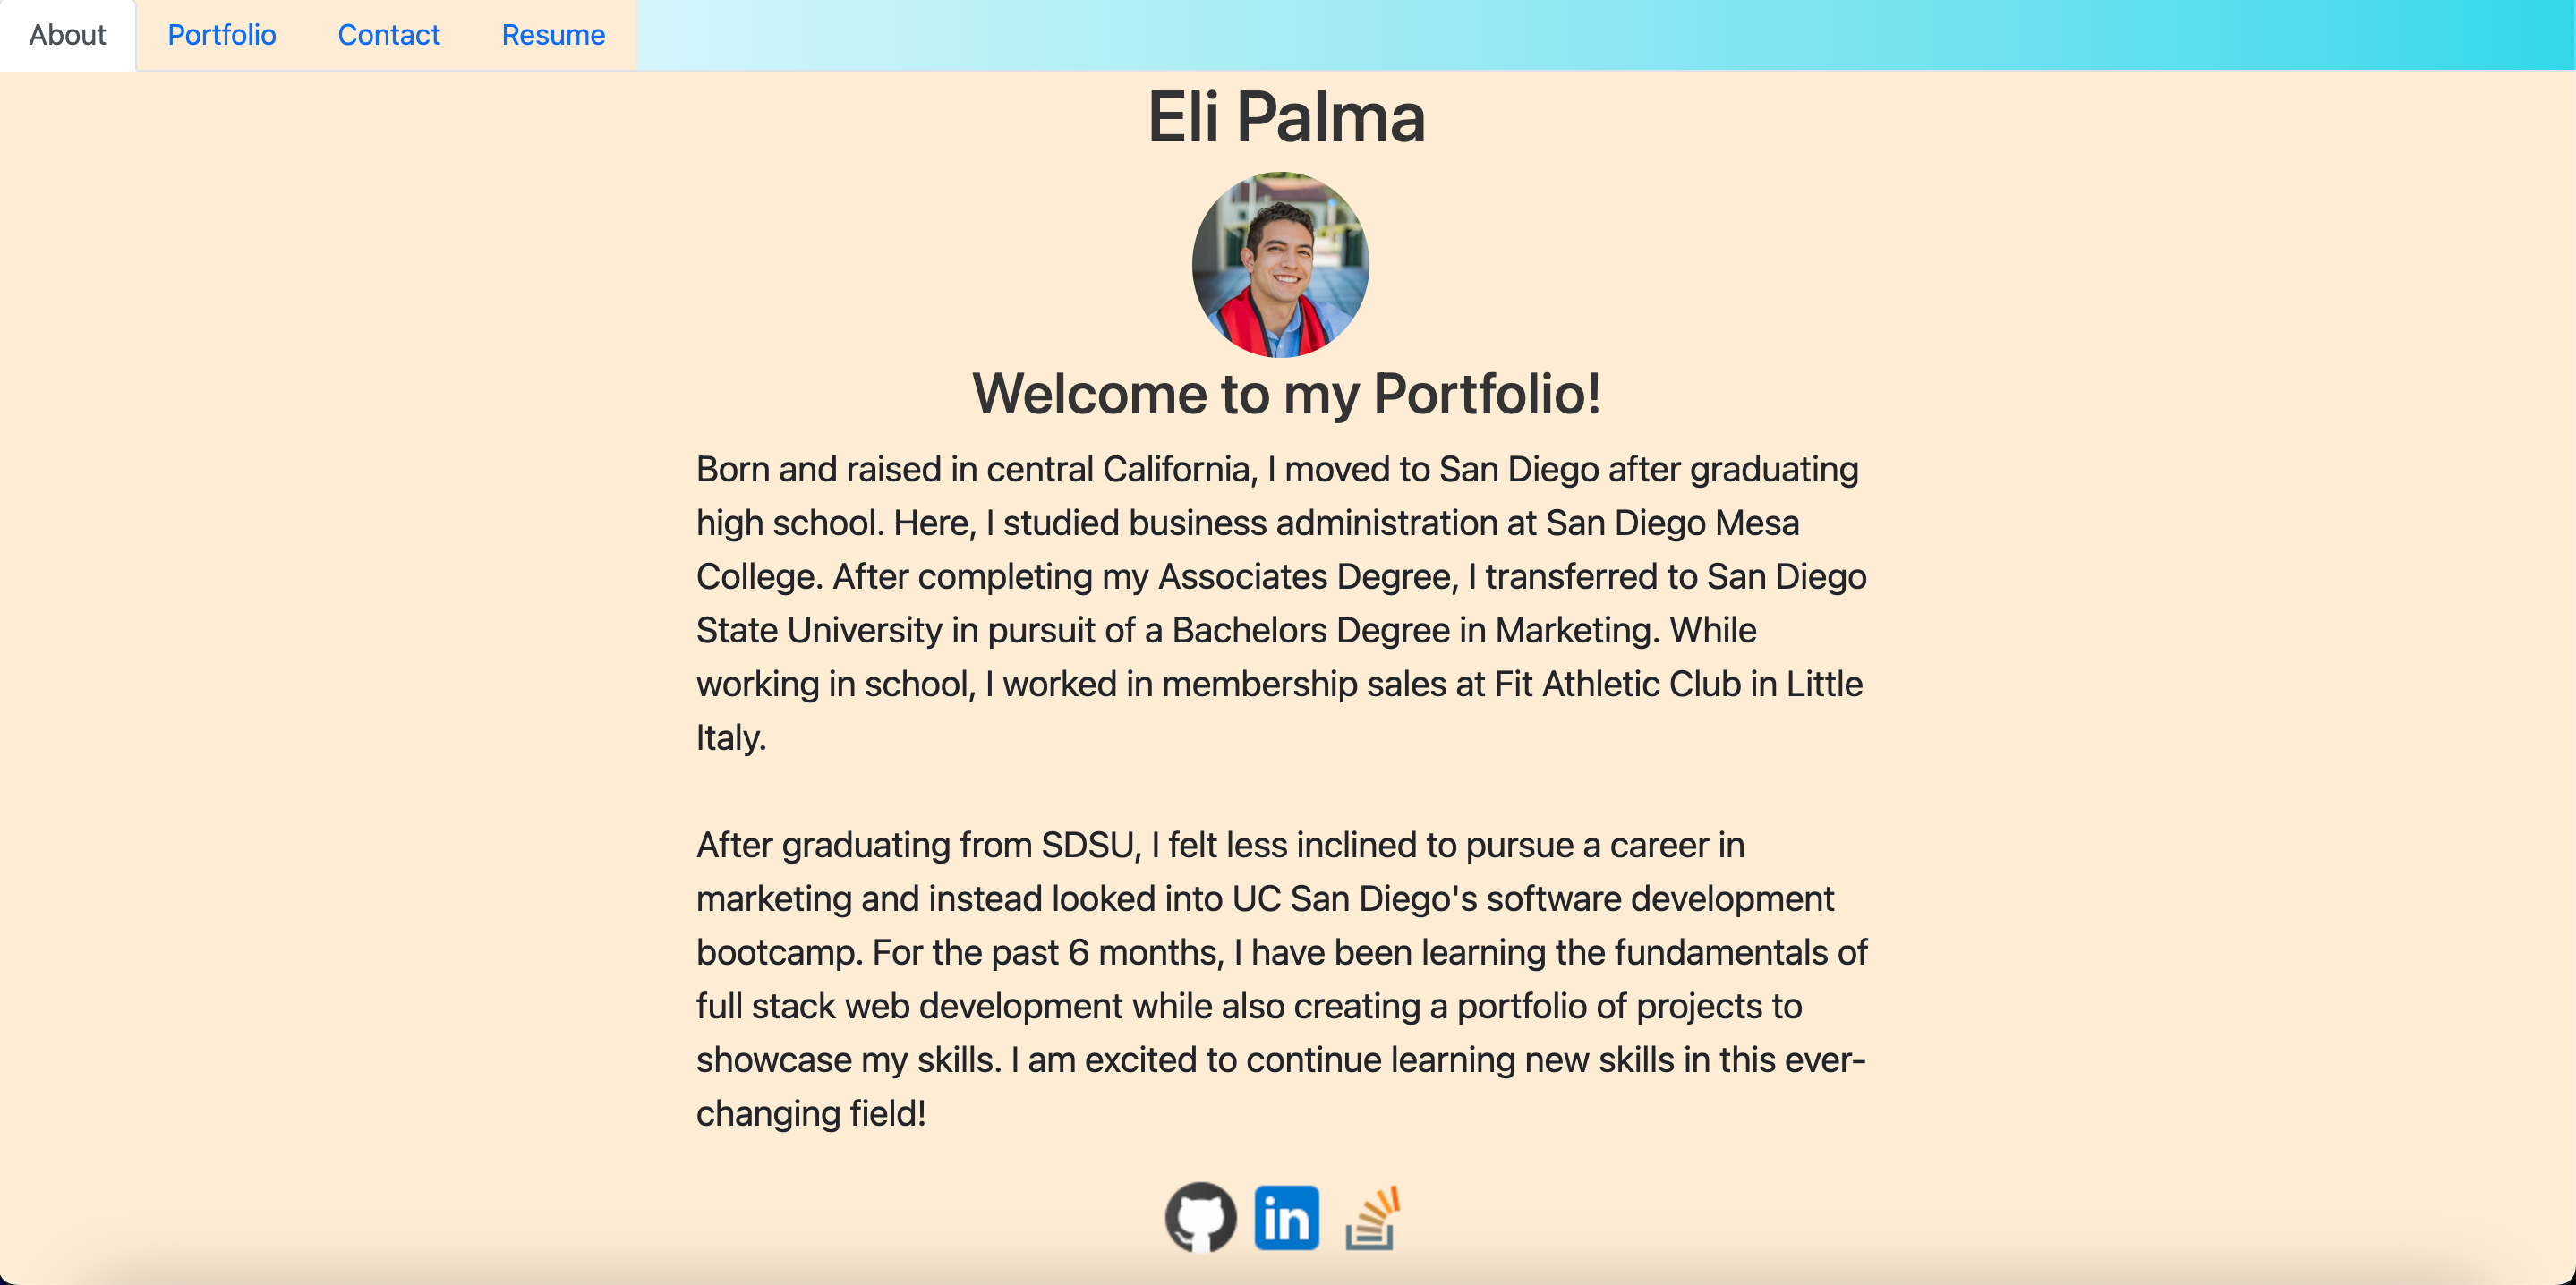 About Portfolio Contact Resume
Eli Palma
Welcome to my Portfolio!
Born and raised in central California, I moved to San Diego after graduating
high school. Here, I studied business administration at San Diego Mesa
College. After completing my Associates Degree, I transferred to San Diego
State University in pursuit of a Bachelors Degree in Marketing. While
working in school, I worked in membership sales at Fit Athletic Club in Little
Italy.
After graduating from SDSU, I felt less inclined to pursue a career in
marketing and instead looked into UC San Diego's software development
bootcamp. For the past 6 months, I have been learning the fundamentals of
full stack web development while also creating a portfolio of projects to
showcase my skills. I am excited to continue learning new skills in this ever-
changing field!
in